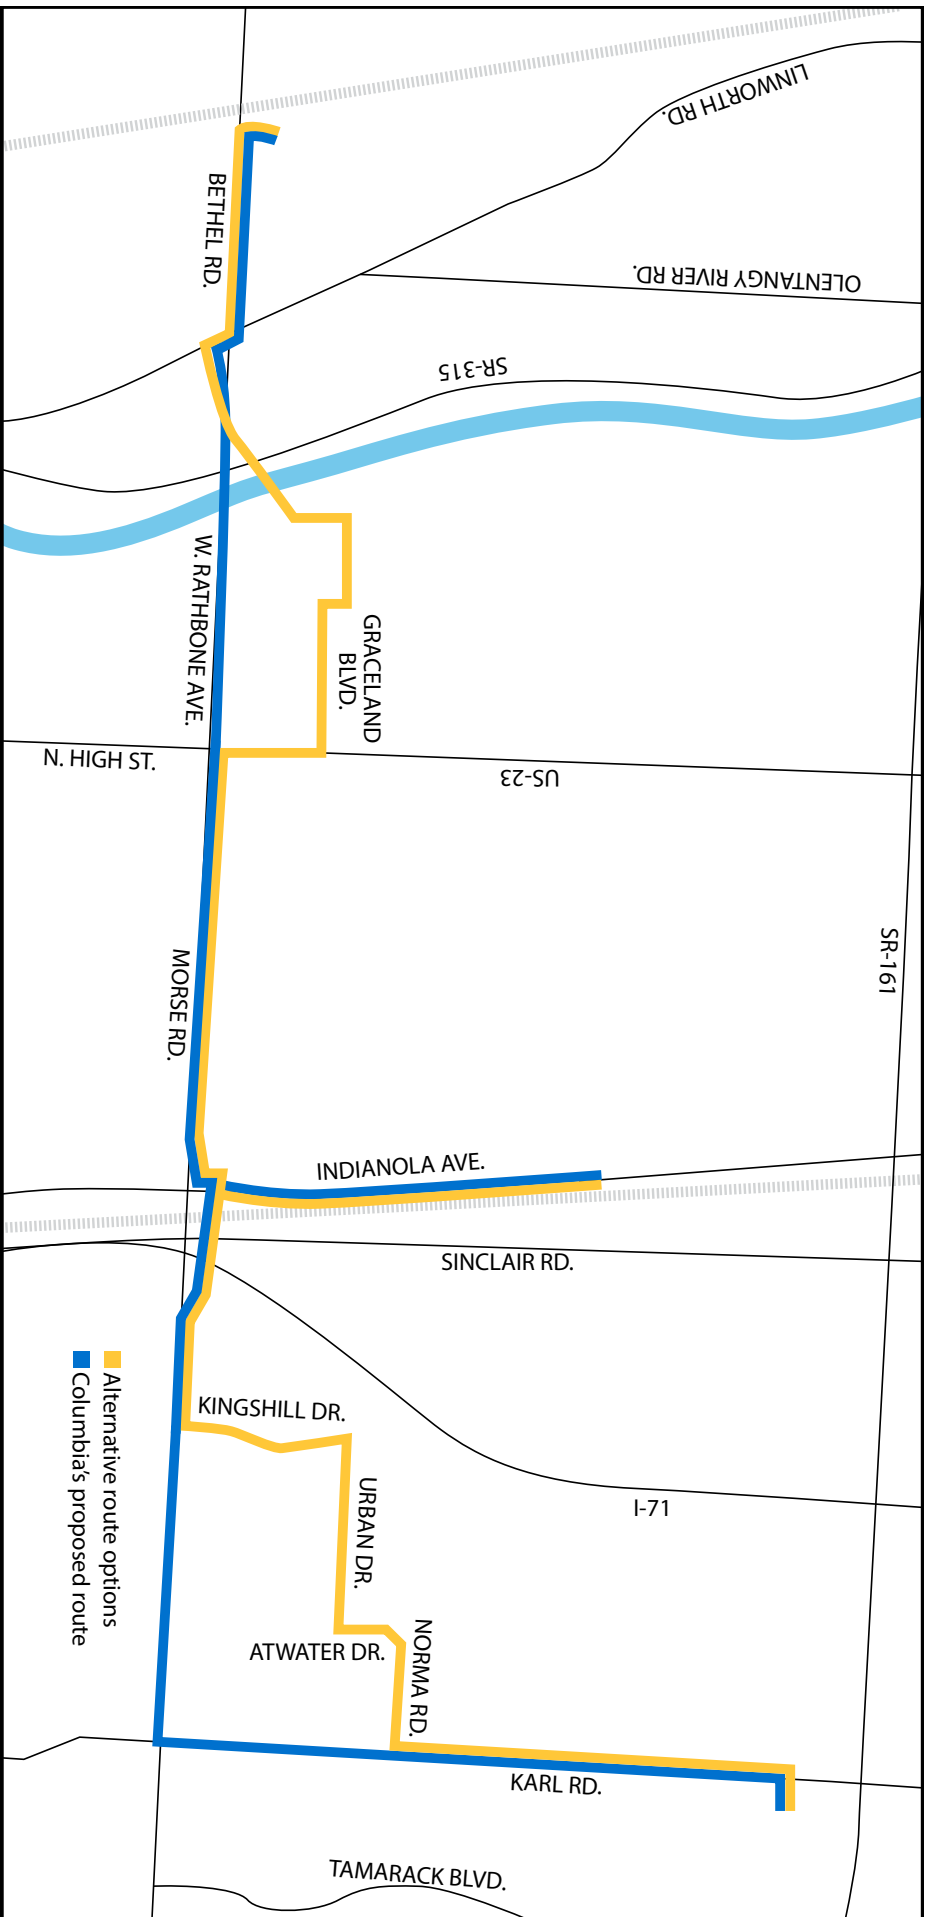 LINWORTH RD.
BETHEL RD.
OLENTANGY RIVER RD.
SR-315
W. RATHBONE AVE.
GRACELAND
BLVD.
N. HIGH ST.
US-23
SR-161
MORSE RD.
INDIANOLA AVE.
SINCLAIR RD.
KINGSHILL DR.
URBAN DR.
I-71
ATWATER DR.
NORMA RD.
KARL RD.
TAMARACK BLVD.
Alternative route options
Columbia's proposed route